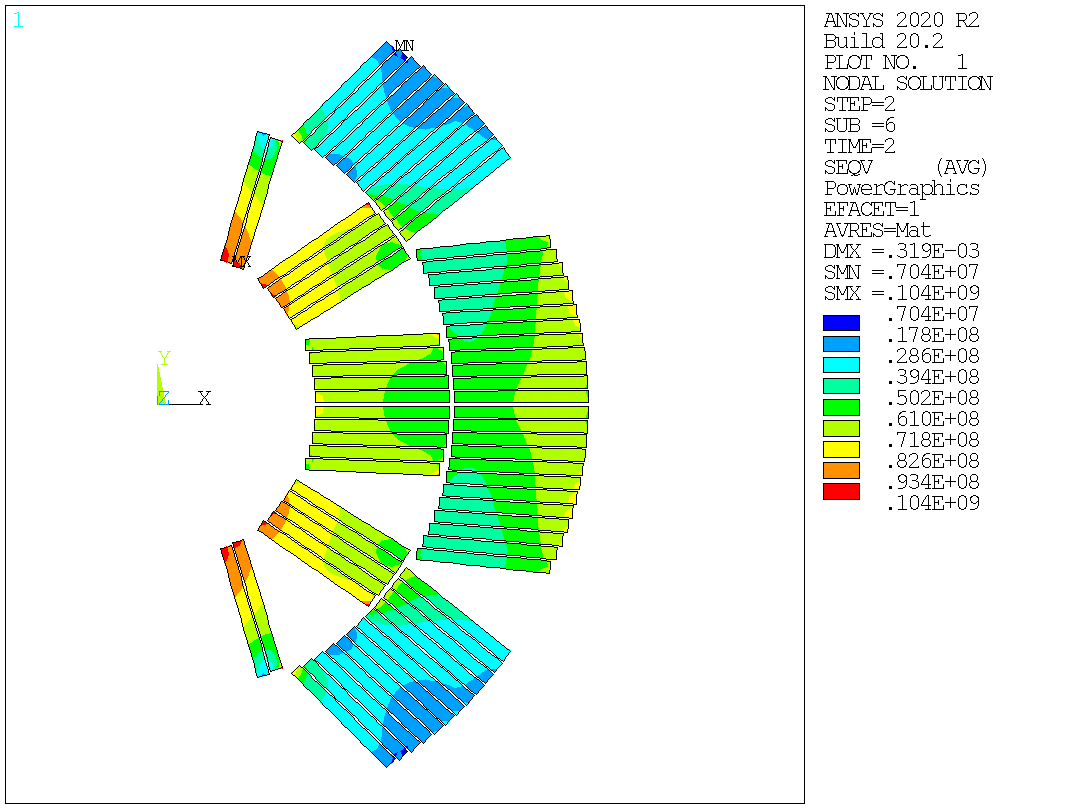 1
MN
MX
Y
Z X
ANSYS 2020 R2
Build 20.2
PLOT NO.   1
NODAL SOLUTION
STEP=2
SUB =6
TIME=2
SEQV     (AVG)
PowerGraphics
EFACET=1
AVRES=Mat
DMX =.319E-03
SMN =.704E+07
SMX =.104E+09
.704E+07
.178E+08
.286E+08
.394E+08
.502E+08
.610E+08
.718E+08
.826E+08
.934E+08
.104E+09